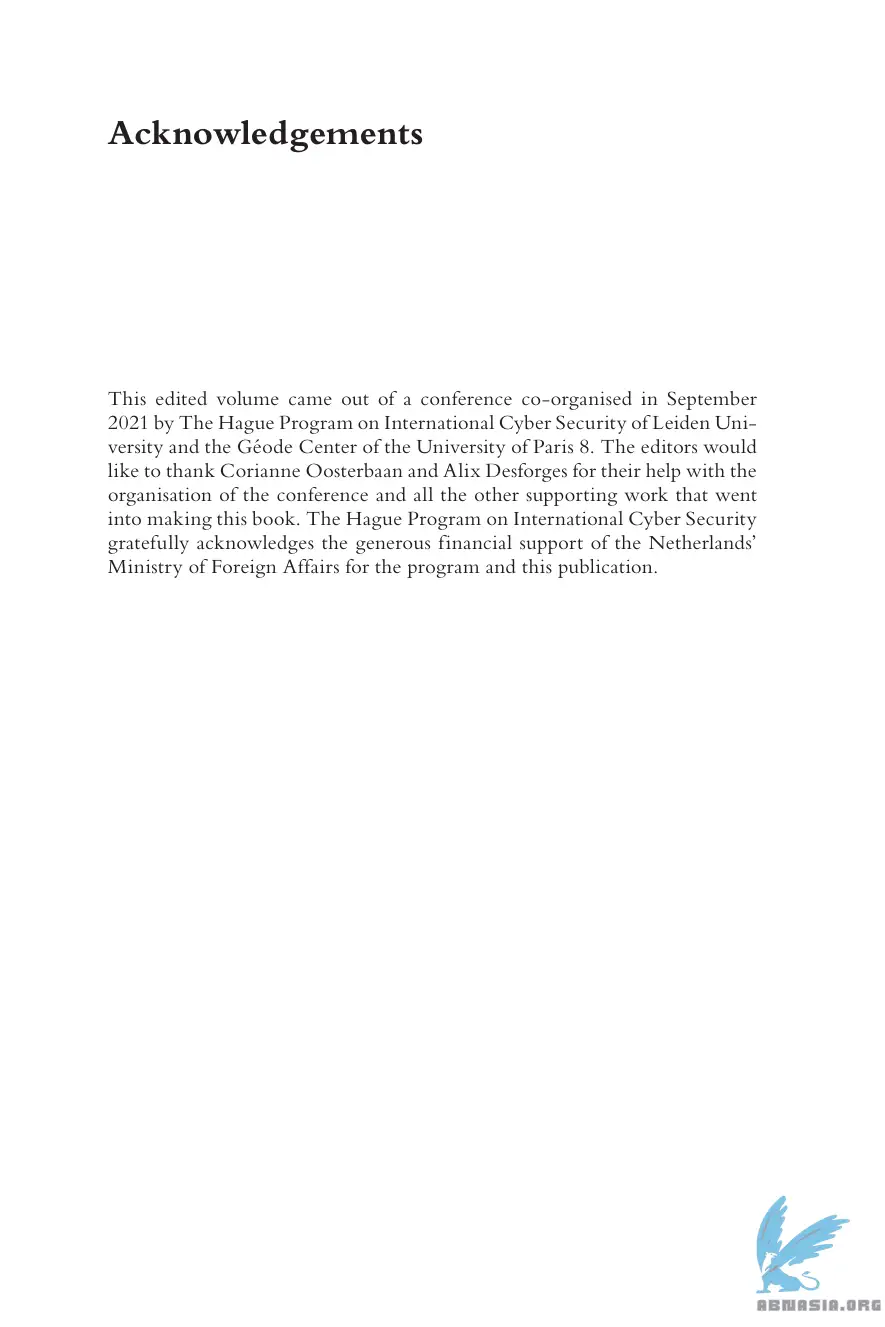 Acknowledgements
This edited volume came out of a conference co-organised in September
2021 by The Hague Program on International Cyber Security of Leiden Uni-
versity and the Géode Center of the University of Paris 8. The editors would
like to thank Corianne Oosterbaan and Alix Desforges for their help with the
organisation of the conference and all the other supporting work that went
into making this book. The Hague Program on International Cyber Security
gratefully acknowledges the generous financial support of the Netherlands’
Ministry of Foreign Affairs for the program and this publication.
ABNASIA.ORG